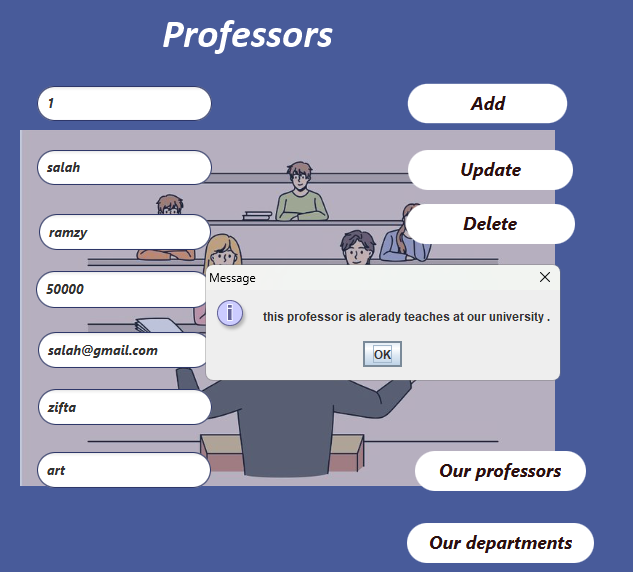 Professors
1
Add
salah
Update
ramzy
Delete
50000
Message
this professor is alerady teaches at our university .
OK
salah@gmail.com
zifta
art
Our professors
Our departments